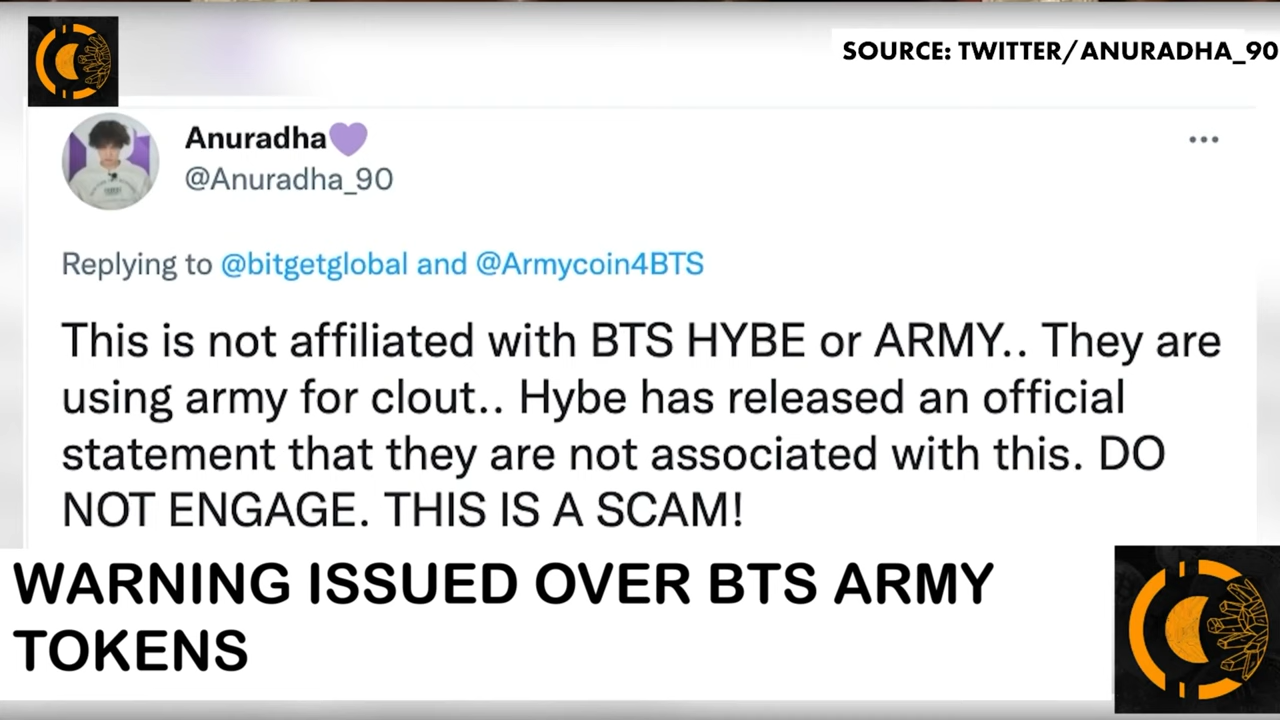 SOURCE: TWITTER/ANURADHA_90
Anuradha💜
@Anuradha_90
Replying to @bitgetglobal and @Armycoin4BTS
This is not affiliated with BTS HYBE or ARMY.. They are
using army for clout.. Hybe has released an official
statement that they are not associated with this. DO
NOT ENGAGE. THIS IS A SCAM!
WARNING ISSUED OVER BTS ARMY
TOKENS